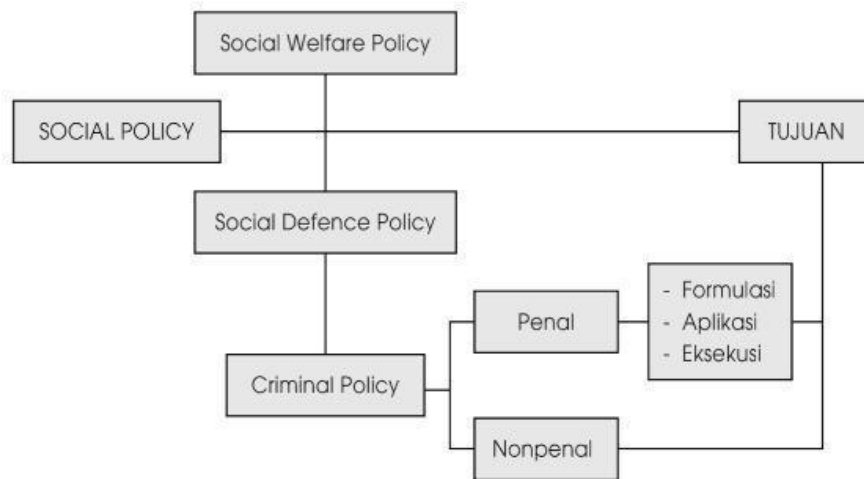 Social Welfare Policy
SOCIAL POLICY
TUJUAN
Social Defence Policy
Penal
- Formulasi
- Aplikasi
- Eksekusi
Criminal Policy
Nonpenal